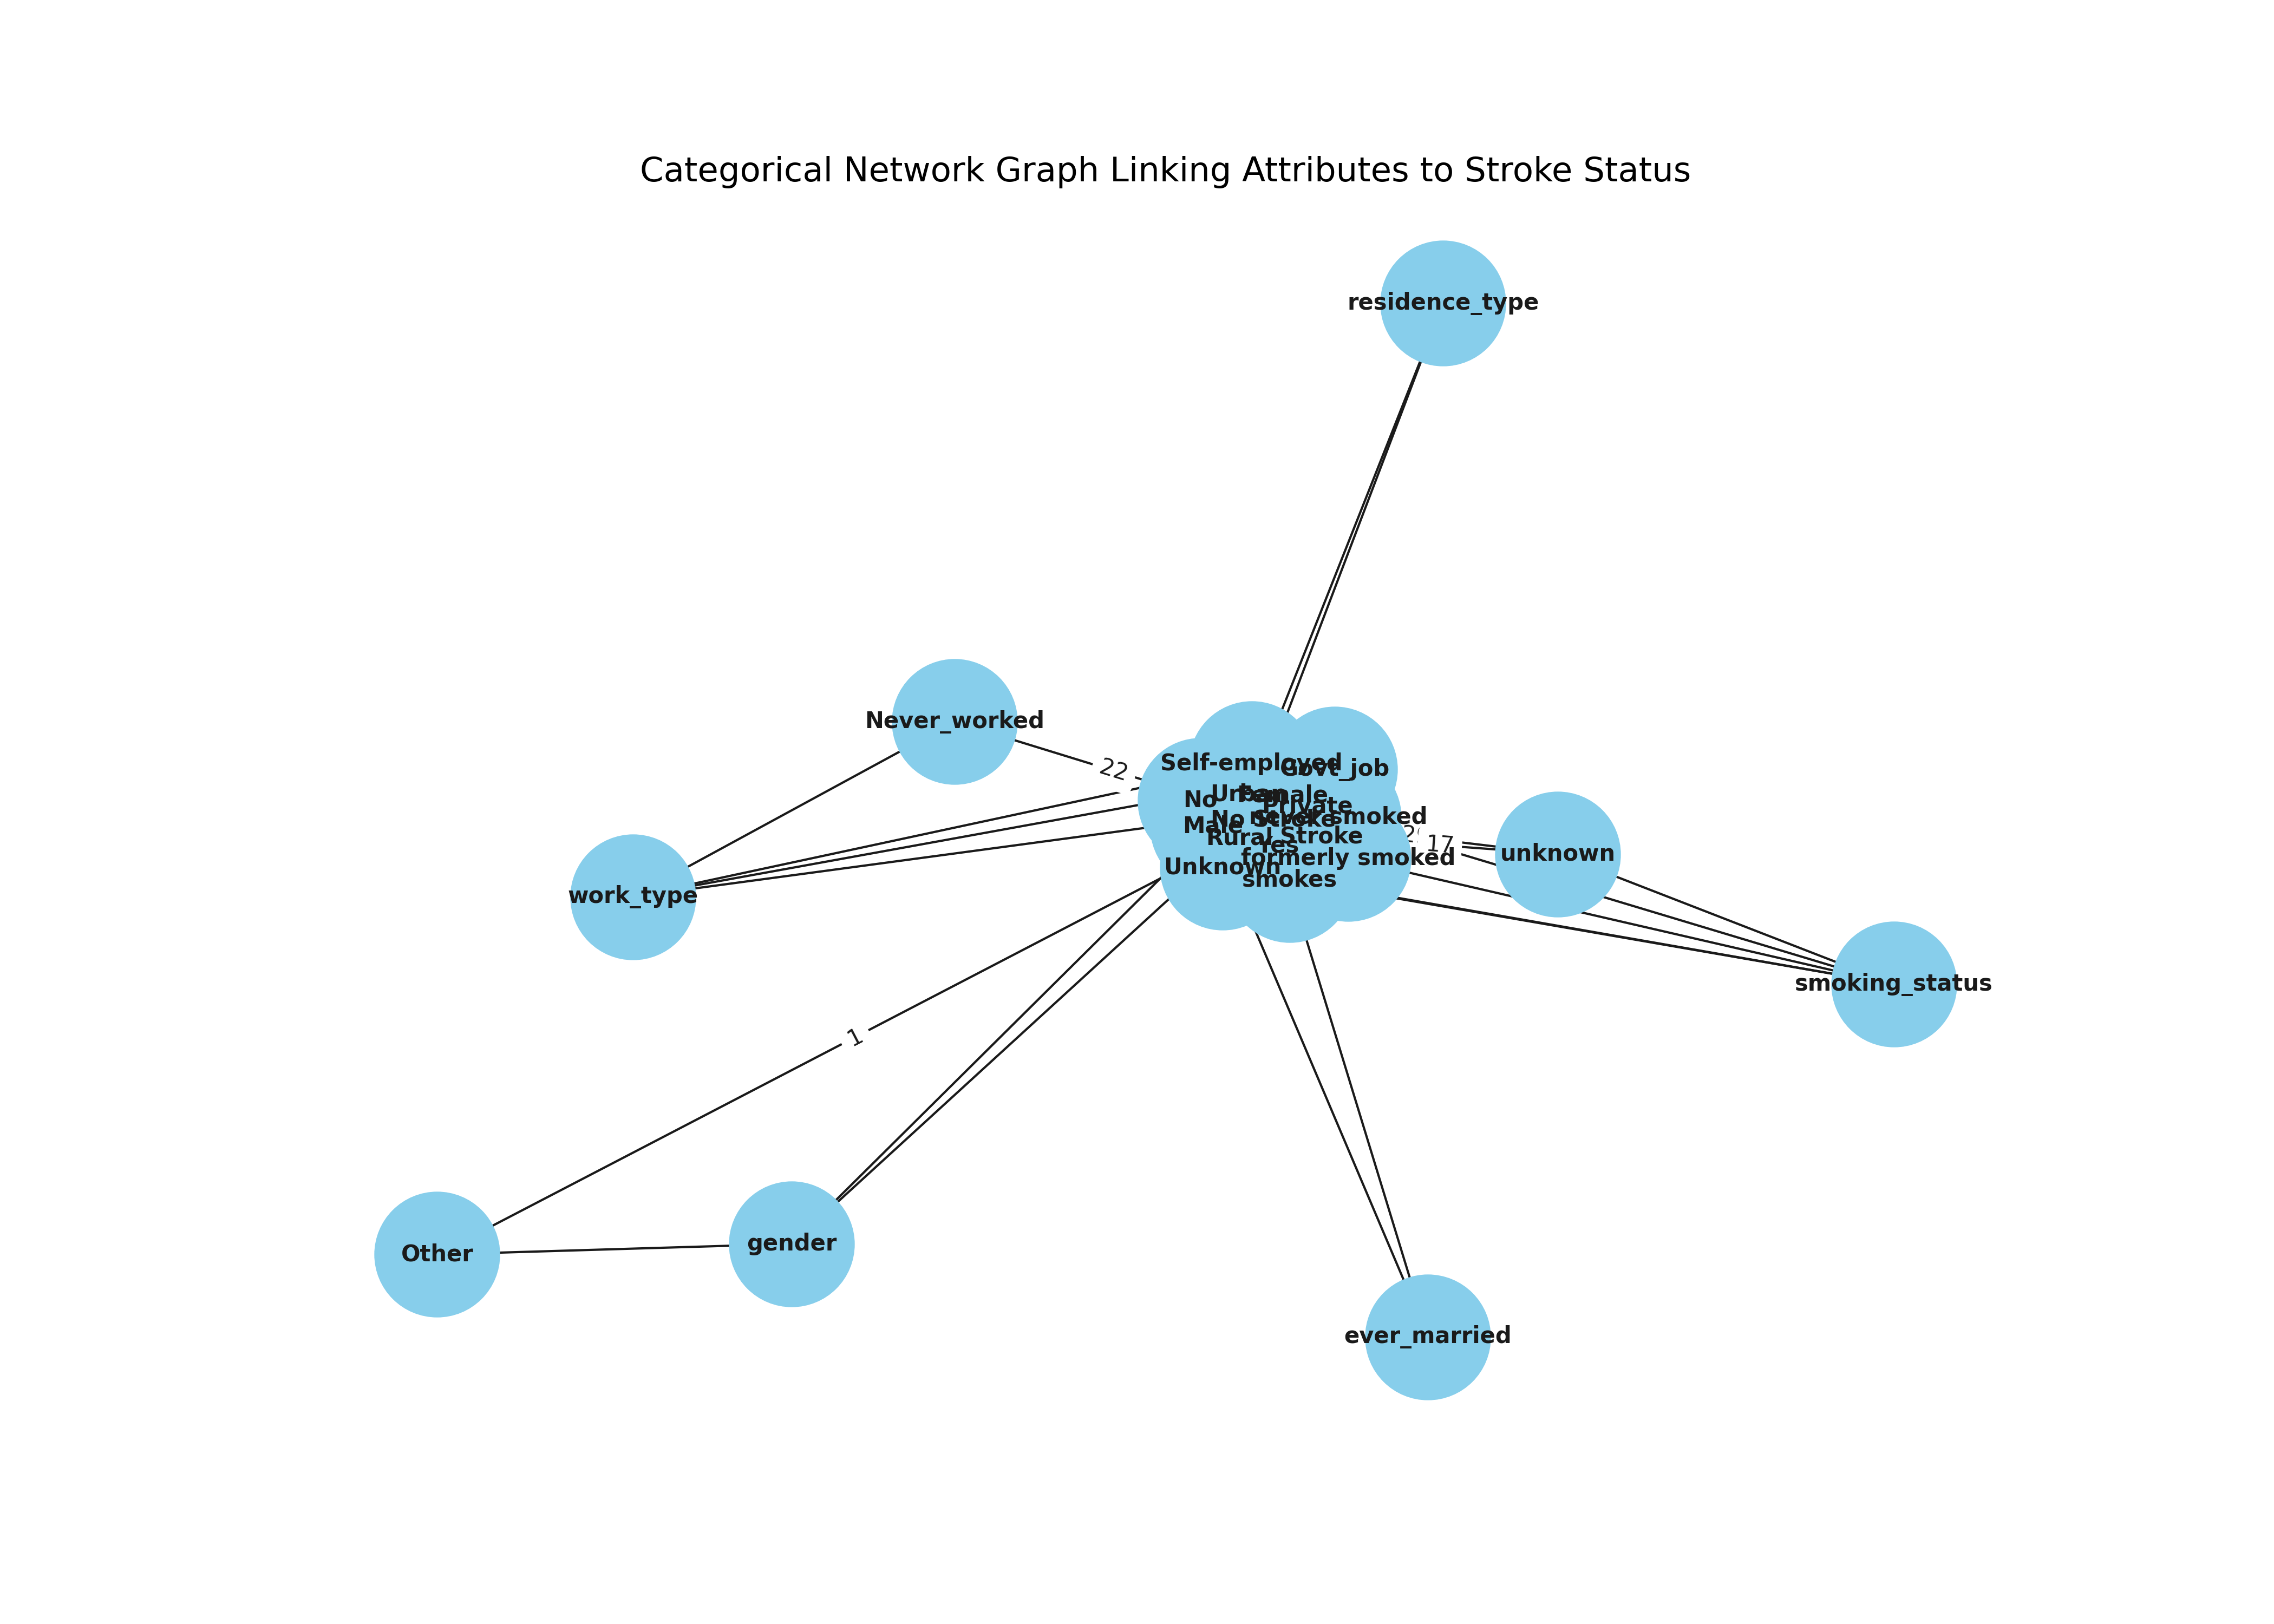 Categorical Network Graph Linking Attributes to Stroke Status
residence_type
Never_worked
22
Self-employed
Govt_job
Urban
Female
No
Private
never smoked
No Stroke
Male
Rural
Stroke
Yes
17
unknown
formerly smoked
Unknown
smokes
work_type
smoking_status
1
Other
gender
ever_married